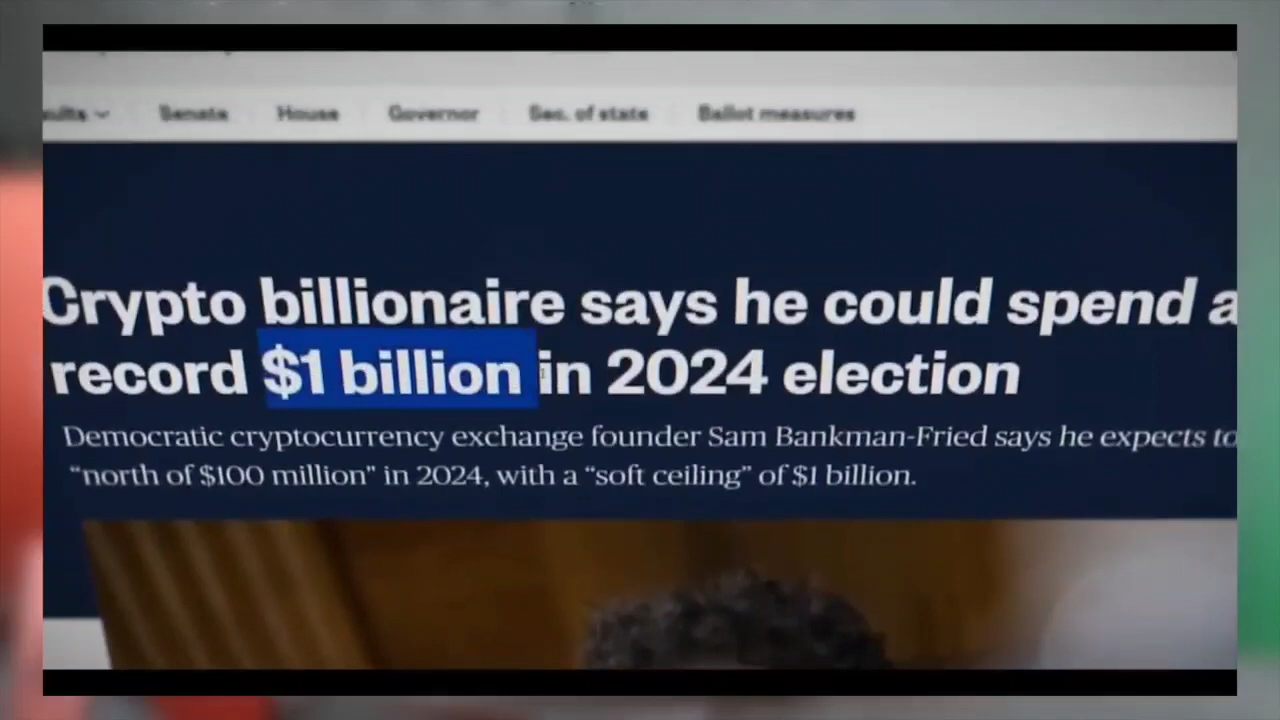 Senate House Governor Sec. of state Ballot measures
Crypto billionaire says he could spend a
record $1 billion in 2024 election
Democratic cryptocurrency exchange founder Sam Bankman-Fried says he expects to
“north of $100 million” in 2024, with a “soft ceiling” of $1 billion.